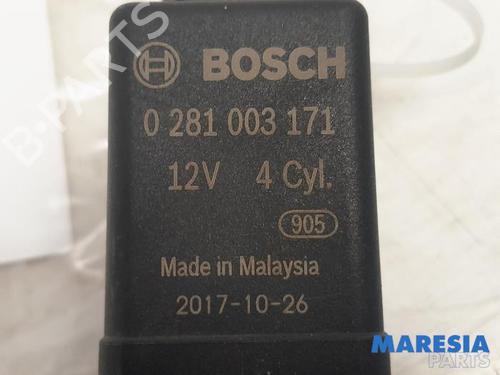 BOSCH
0 281 003 171
12V 4 Cyl.
905
Made in Malaysia
2017-10-26
B-PARTS
MARESIA
PARTS